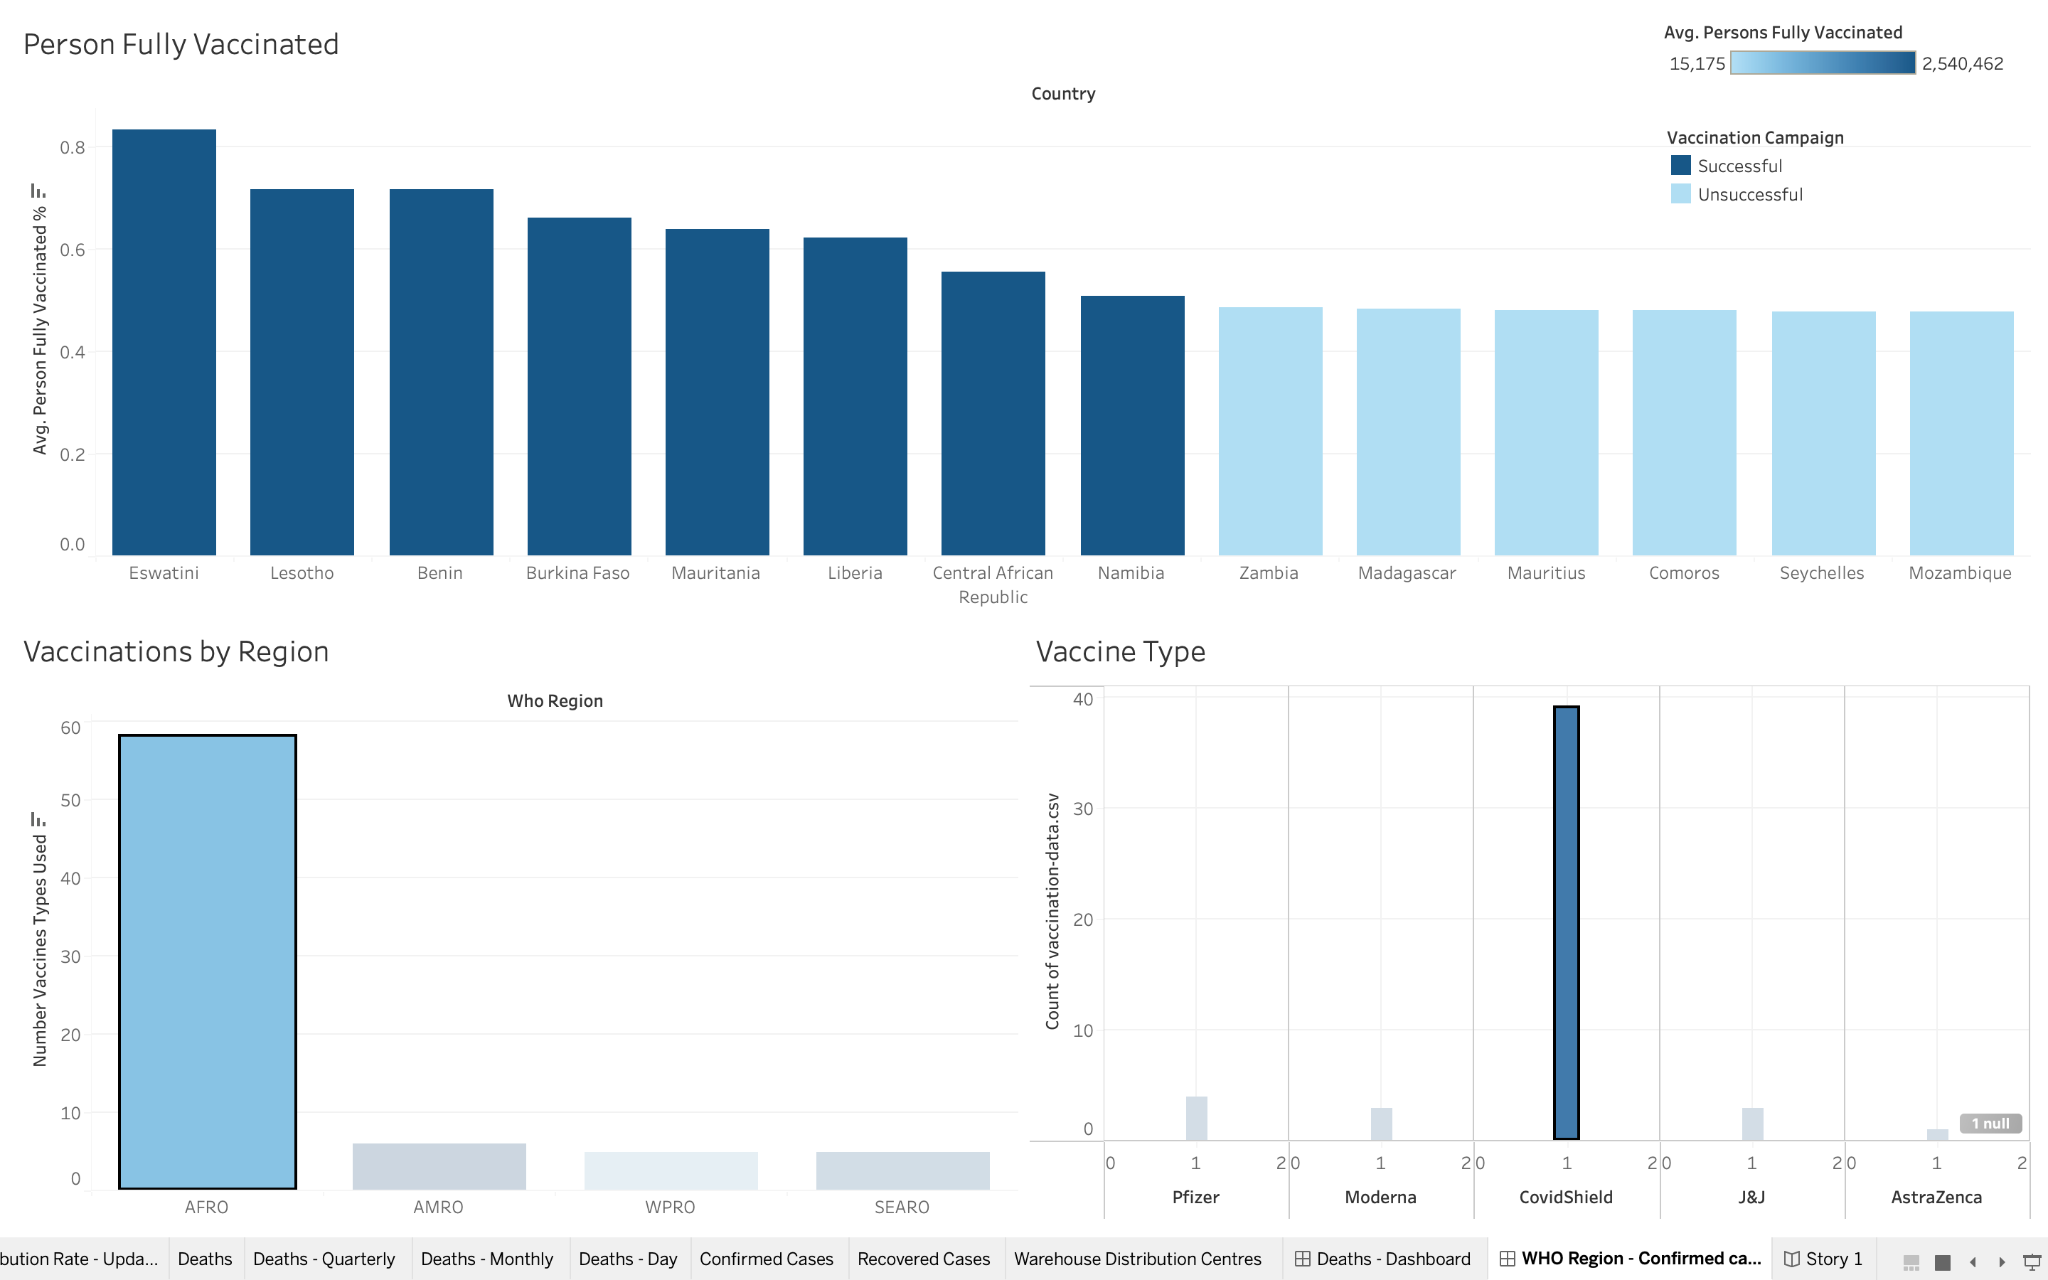 Person Fully Vaccinated
Avg. Persons Fully Vaccinated
15,175
2,540,462
Country
Vaccination Campaign
Successful
Unsuccessful
Avg. Person Fully Vaccinated %
0.8
0.6
0.4
0.2
0.0
Eswatini
Lesotho
Benin
Burkina Faso
Mauritania
Liberia
Central African
Republic
Namibia
Zambia
Madagascar
Mauritius
Comoros
Seychelles
Mozambique
Vaccinations by Region
Who Region
Number Vaccines Types Used
60
50
40
30
20
10
0
AFRO
AMRO
WPRO
SEARO
Vaccine Type
Count of vaccination-data.csv
40
30
20
10
0
1 null
0 1 2 0 1 2 0 1 2 0 1 2 0 1 2
Pfizer
Moderna
CovidShield
J&J
AstraZenca
bution Rate - Upda...
Deaths
Deaths - Quarterly
Deaths - Monthly
Deaths - Day
Confirmed Cases
Recovered Cases
Warehouse Distribution Centres
Deaths - Dashboard
WHO Region - Confirmed ca...
Story 1